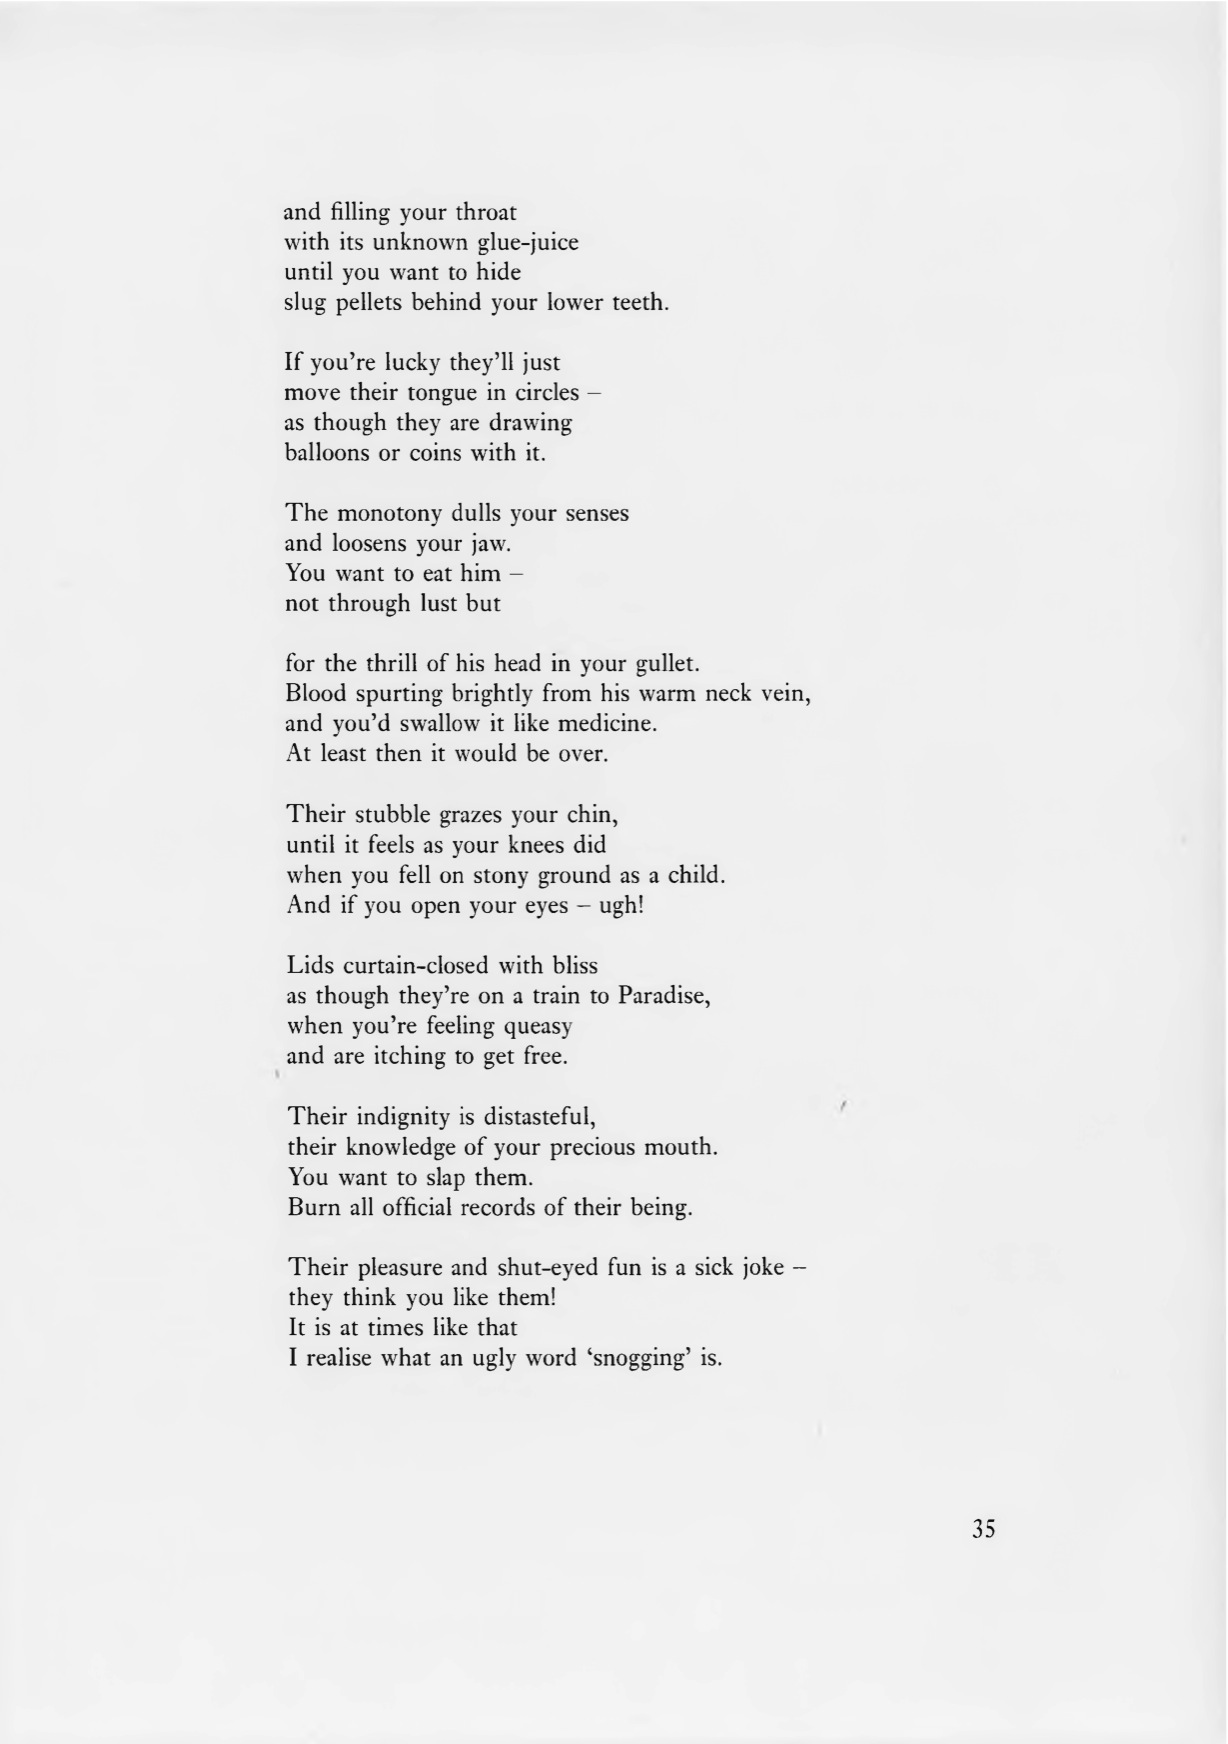 and filling your throat
with its unknown glue-juice
until you want to hide
slug pellets behind your lower teeth.
If you're lucky they'll just
move their tongue in circles –
as though they are drawing
balloons or coins with it.
The monotony dulls your senses
and loosens your jaw.
You want to eat him –
not through lust but
for the thrill of his head in your gullet.
Blood spurting brightly from his warm neck vein,
and you'd swallow it like medicine.
At least then it would be over.
Their stubble grazes your chin,
until it feels as your knees did
when you fell on stony ground as a child.
And if you open your eyes – ugh!
Lids curtain-closed with bliss
as though they're on a train to Paradise,
when you're feeling queasy
and are itching to get free.
Their indignity is distasteful,
their knowledge of your precious mouth.
You want to slap them.
Burn all official records of their being.
Their pleasure and shut-eyed fun is a sick joke –
they think you like them!
It is at times like that
I realise what an ugly word ‘snogging’ is.
35